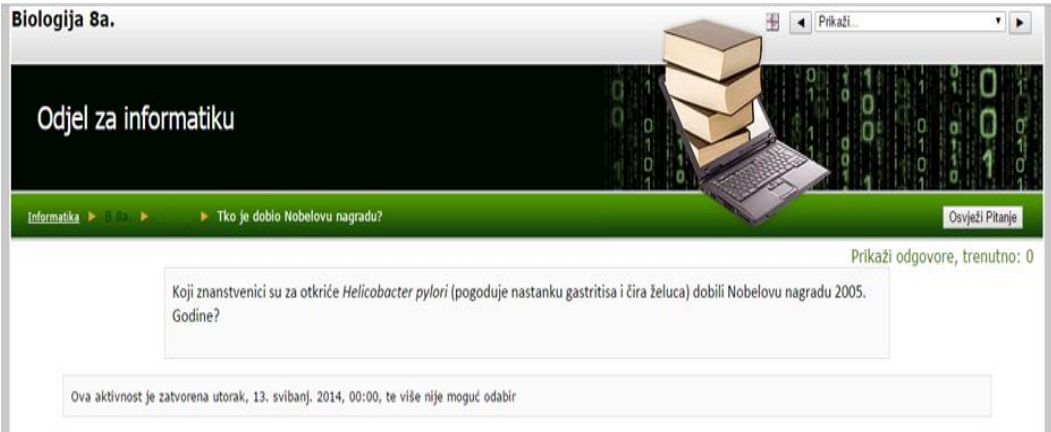 Biologija 8a.
Prikaži...
Odjel za informatiku
Informatika ► B 8a. ► ► Tko je dobio Nobelovu nagradu?
Osvježi Pitanje
Prikaži odgovore, trenutno: 0
Koji znanstvenici su za otkriće Helicobacter pylori (pogoduje nastanku gastritisa i čira želuca) dobili Nobelovu nagradu 2005.
Godine?
Ova aktivnost je zatvorena utorak, 13. svibanj. 2014, 00:00, te više nije moguć odabir